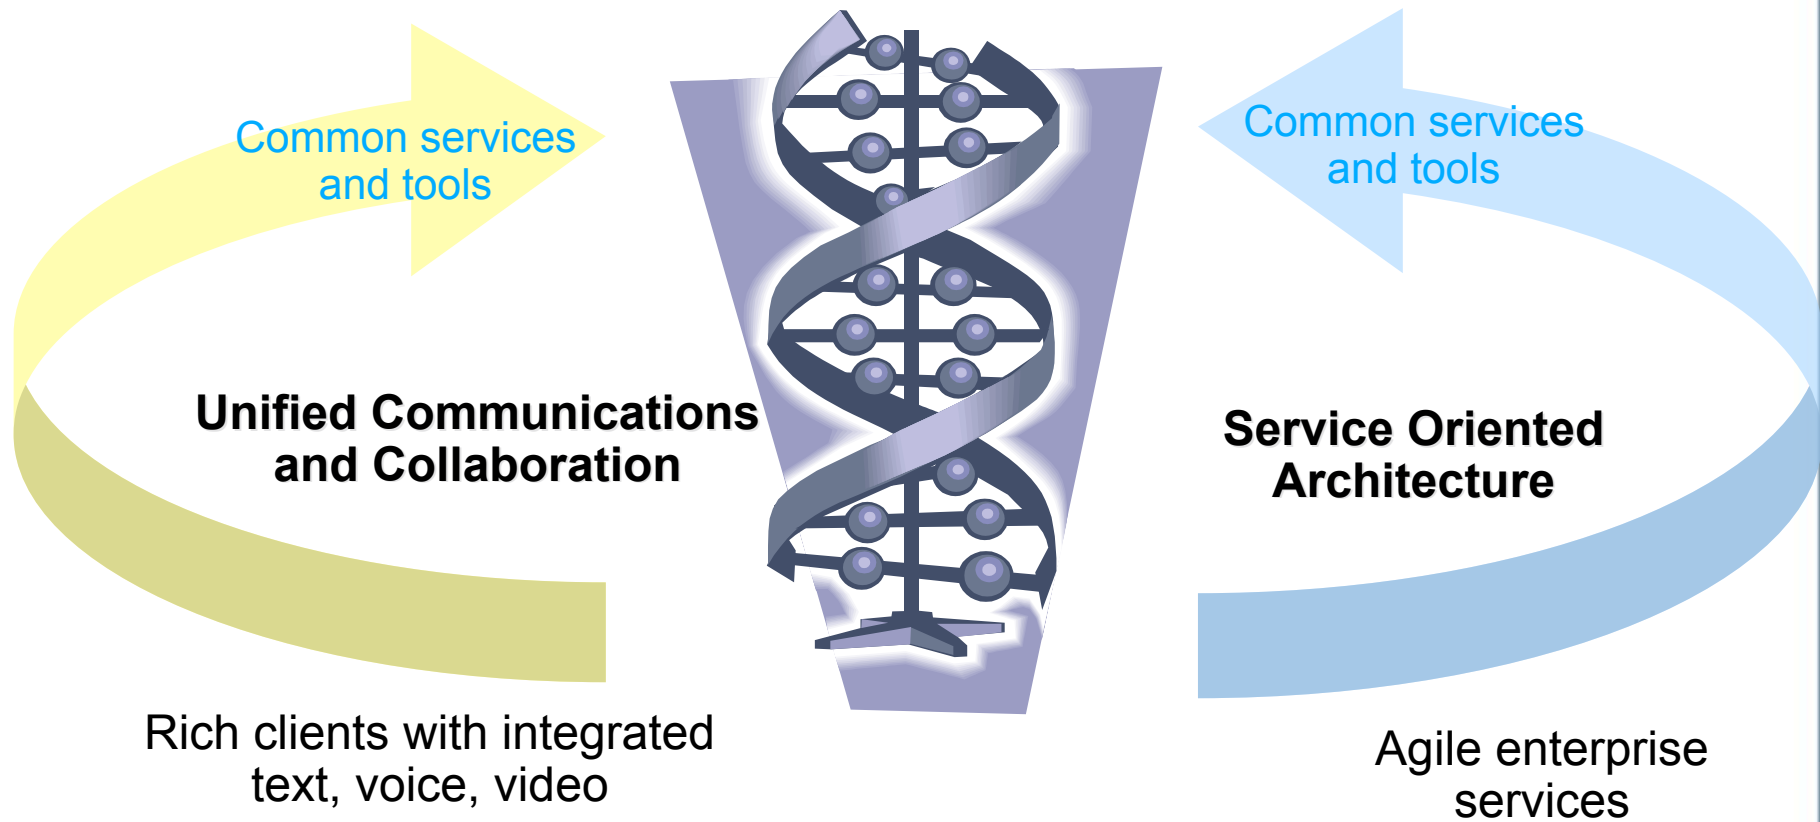 Common services
and tools
Unified Communications
and Collaboration
Rich clients with integrated
text, voice, video
Common services
and tools
Service Oriented
Architecture
Agile enterprise
services